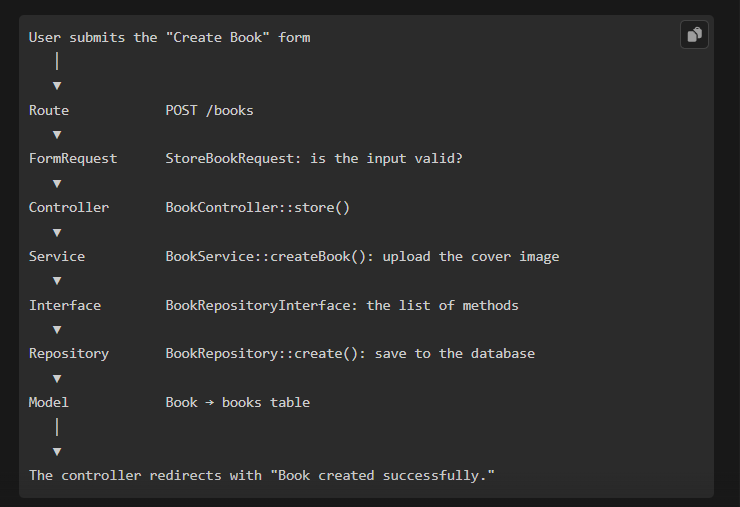 User submits the "Create Book" form
│
▼
Route POST /books
▼
FormRequest StoreBookRequest: is the input valid?
▼
Controller BookController::store()
▼
Service BookService::createBook(): upload the cover image
▼
Interface BookRepositoryInterface: the list of methods
▼
Repository BookRepository::create(): save to the database
▼
Model Book → books table
│
▼
The controller redirects with "Book created successfully."